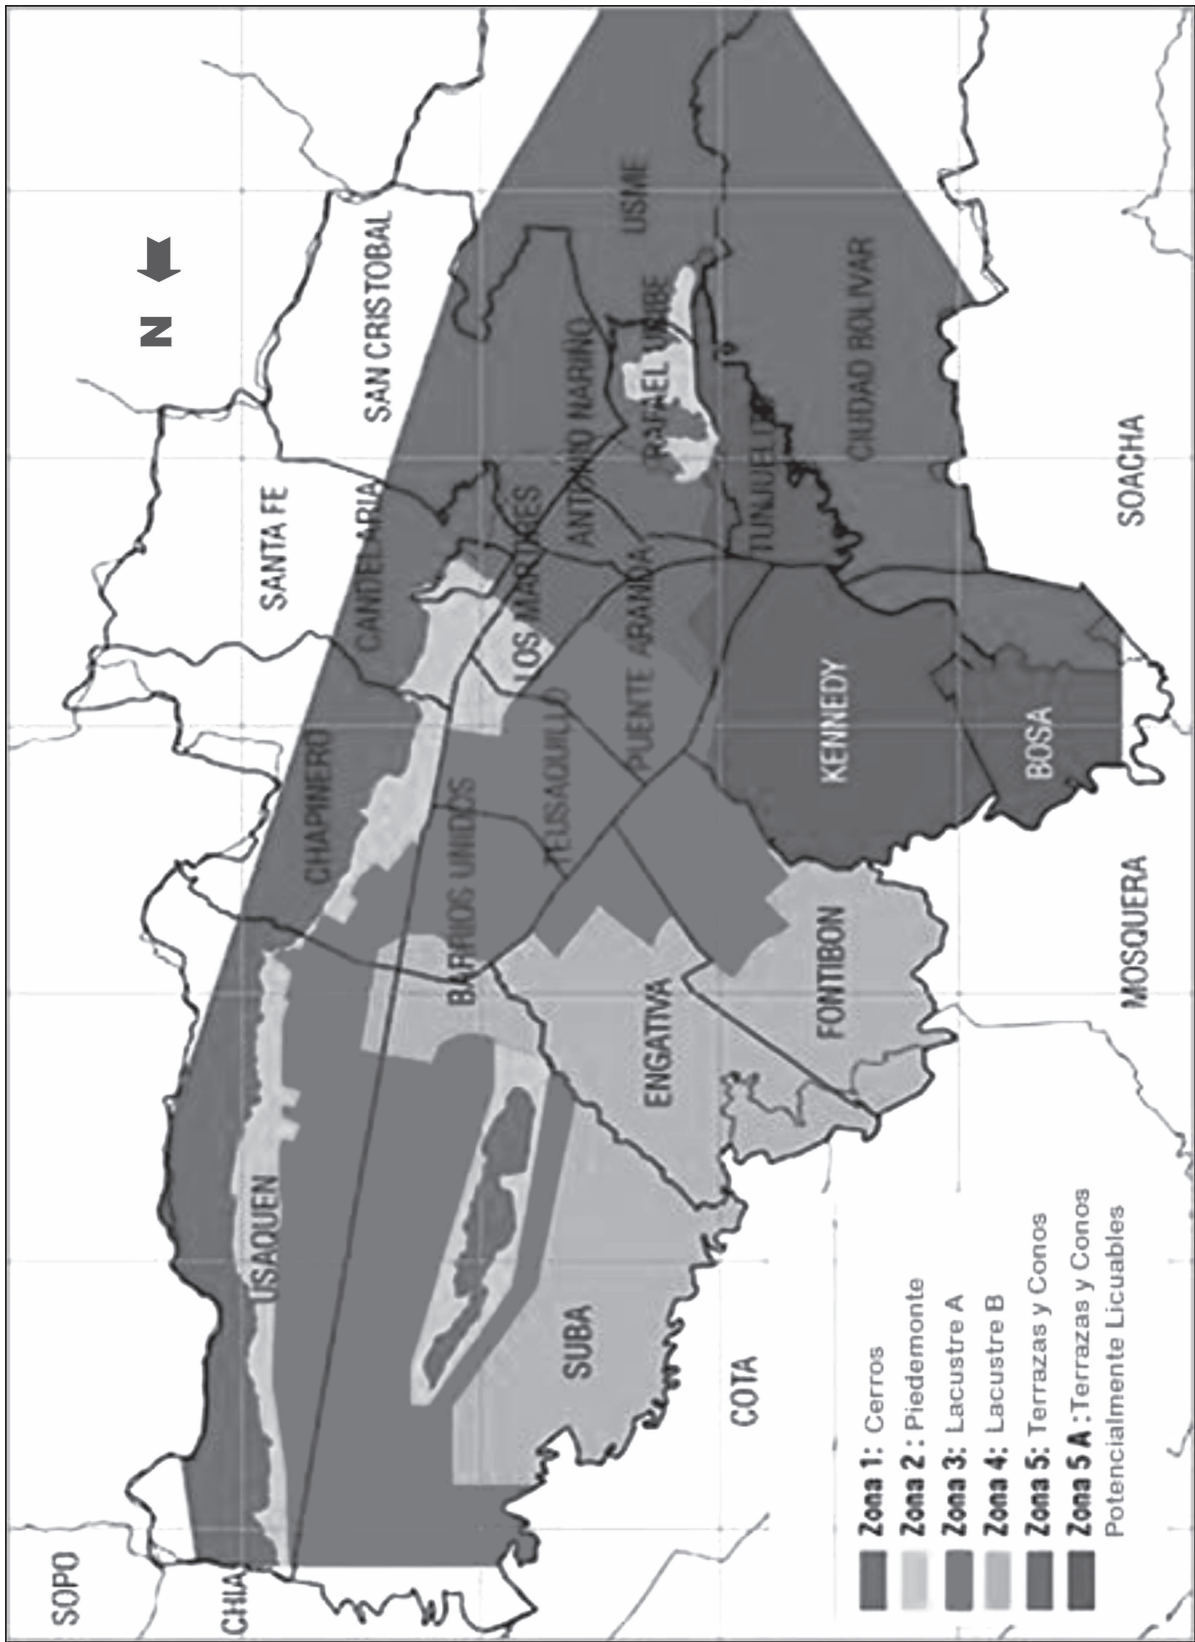 N
SOPO
CHIA
USAQUEN
CHAPINERO
SANTA FE
CANDELARIA
SAN CRISTOBAL
BARRIOS UNIDOS
TEUSAQUILLO
LOS MARTIRES
ANTONIO NARIÑO
PUENTE ARANDA
RAFAEL URIBE
USME
TUNJUELITO
CIUDAD BOLIVAR
SUBA
ENGATIVA
FONTIBON
KENNEDY
BOSA
COTA
MOSQUERA
SOACHA
Zona 1: Cerros
Zona 2: Piedemonte
Zona 3: Lacustre A
Zona 4: Lacustre B
Zona 5: Terrazas y Conos
Zona 5 A: Terrazas y Conos
Potencialmente Licuables